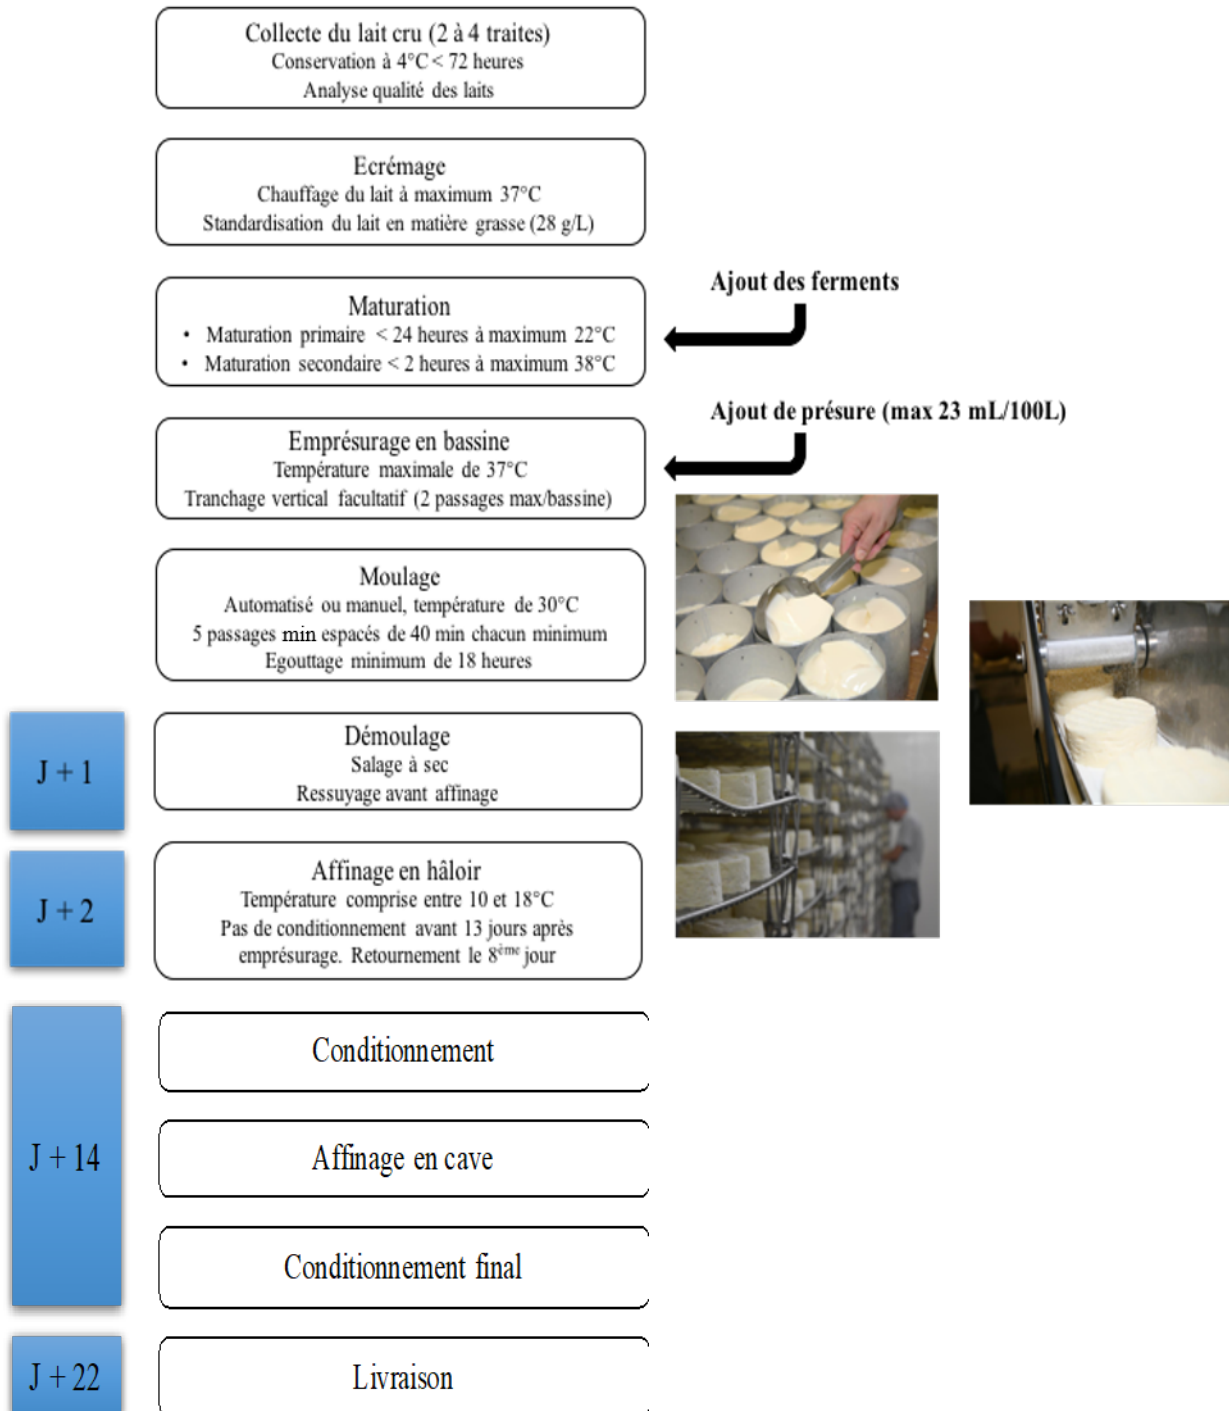 Collecte du lait cru (2 à 4 traites)
Conservation à 4°C < 72 heures
Analyse qualité des laits
Ecrémage
Chauffage du lait à maximum 37°C
Standardisation du lait en matière grasse (28 g/L)
Ajout des ferments
Maturation
• Maturation primaire < 24 heures à maximum 22°C
• Maturation secondaire < 2 heures à maximum 38°C
Ajout de présure (max 23 mL/100L)
Emprésurage en bassine
Température maximale de 37°C
Tranchage vertical facultatif (2 passages max/bassine)
Moulage
Automatisé ou manuel, température de 30°C
5 passages min espacés de 40 min chacun minimum
Egouttage minimum de 18 heures
J + 1
Démoulage
Salage à sec
Ressuyage avant affinage
J + 2
Affinage en hâloir
Température comprise entre 10 et 18°C
Pas de conditionnement avant 13 jours après
emprésurage. Retournement le 8ème jour
J + 14
Conditionnement
Affinage en cave
Conditionnement final
J + 22
Livraison